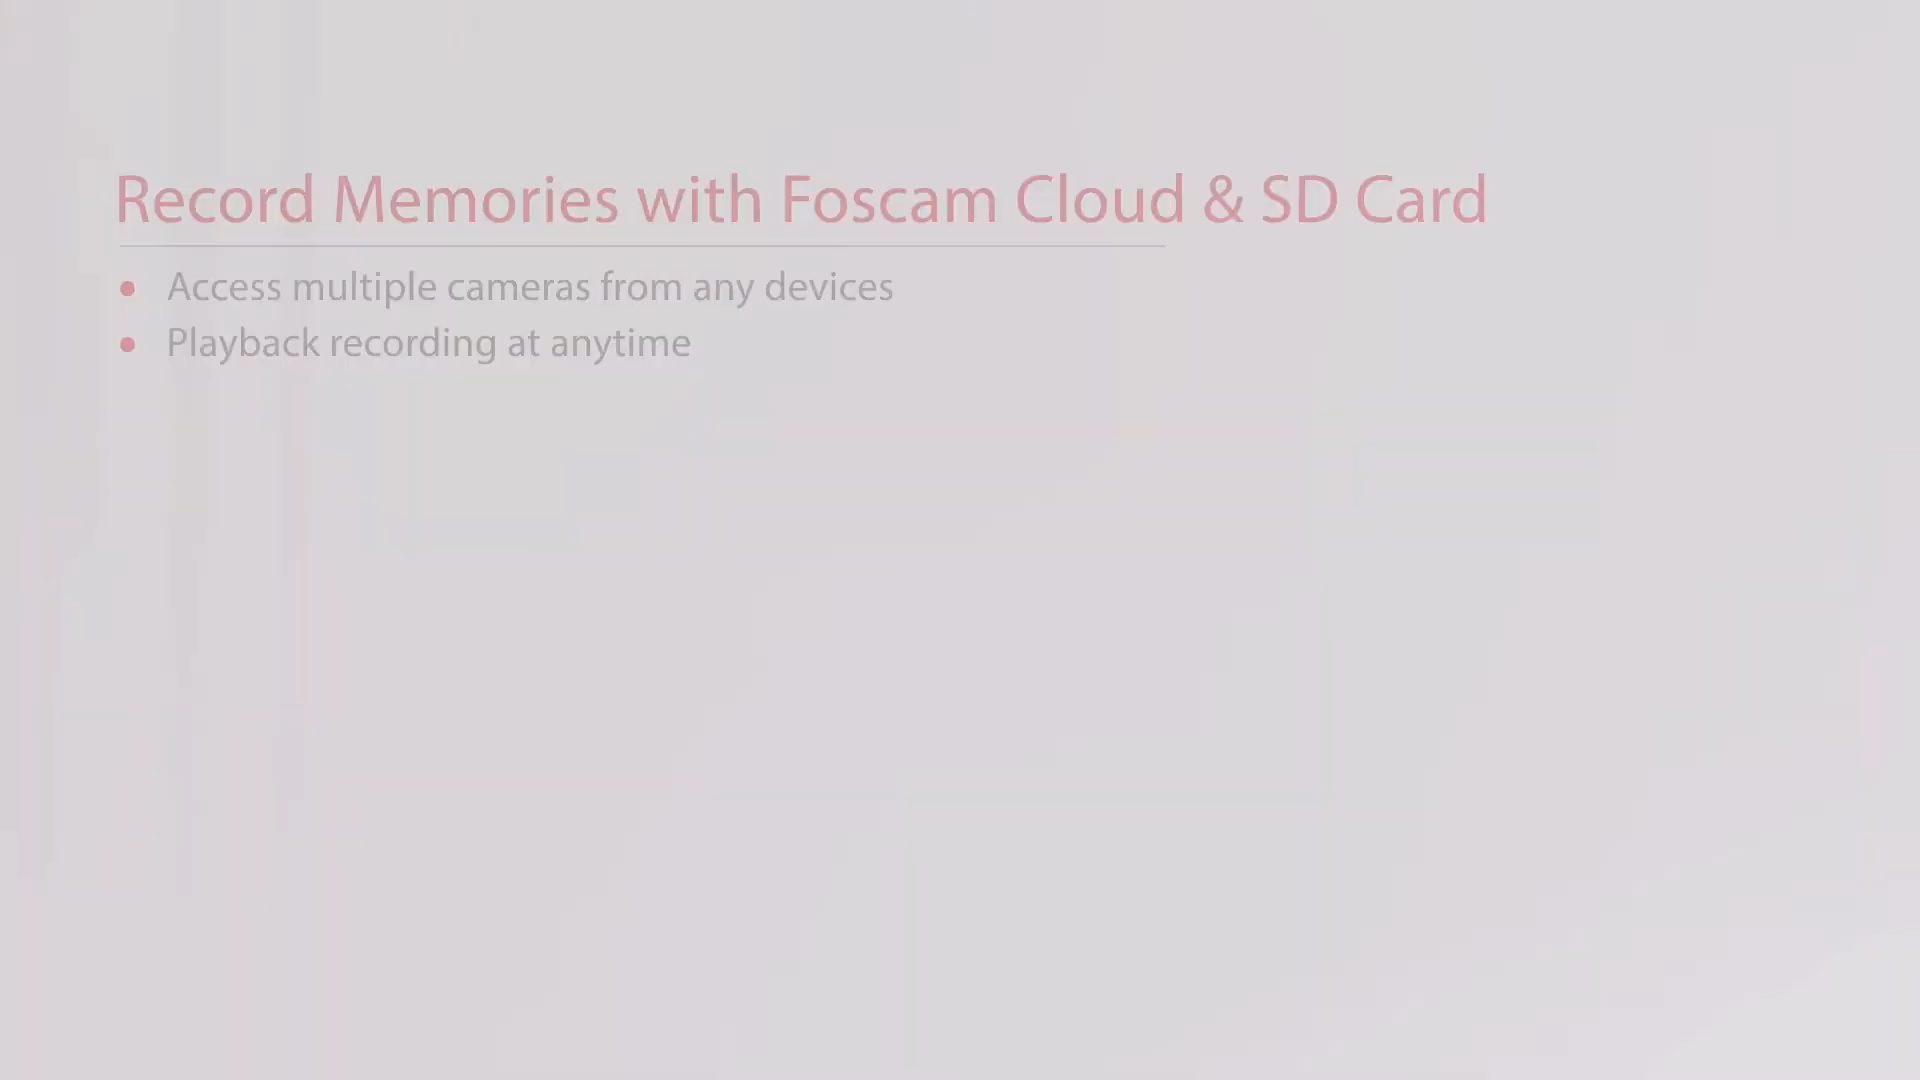 Record Memories with Foscam Cloud & SD Card
• Access multiple cameras from any devices
• Playback recording at anytime